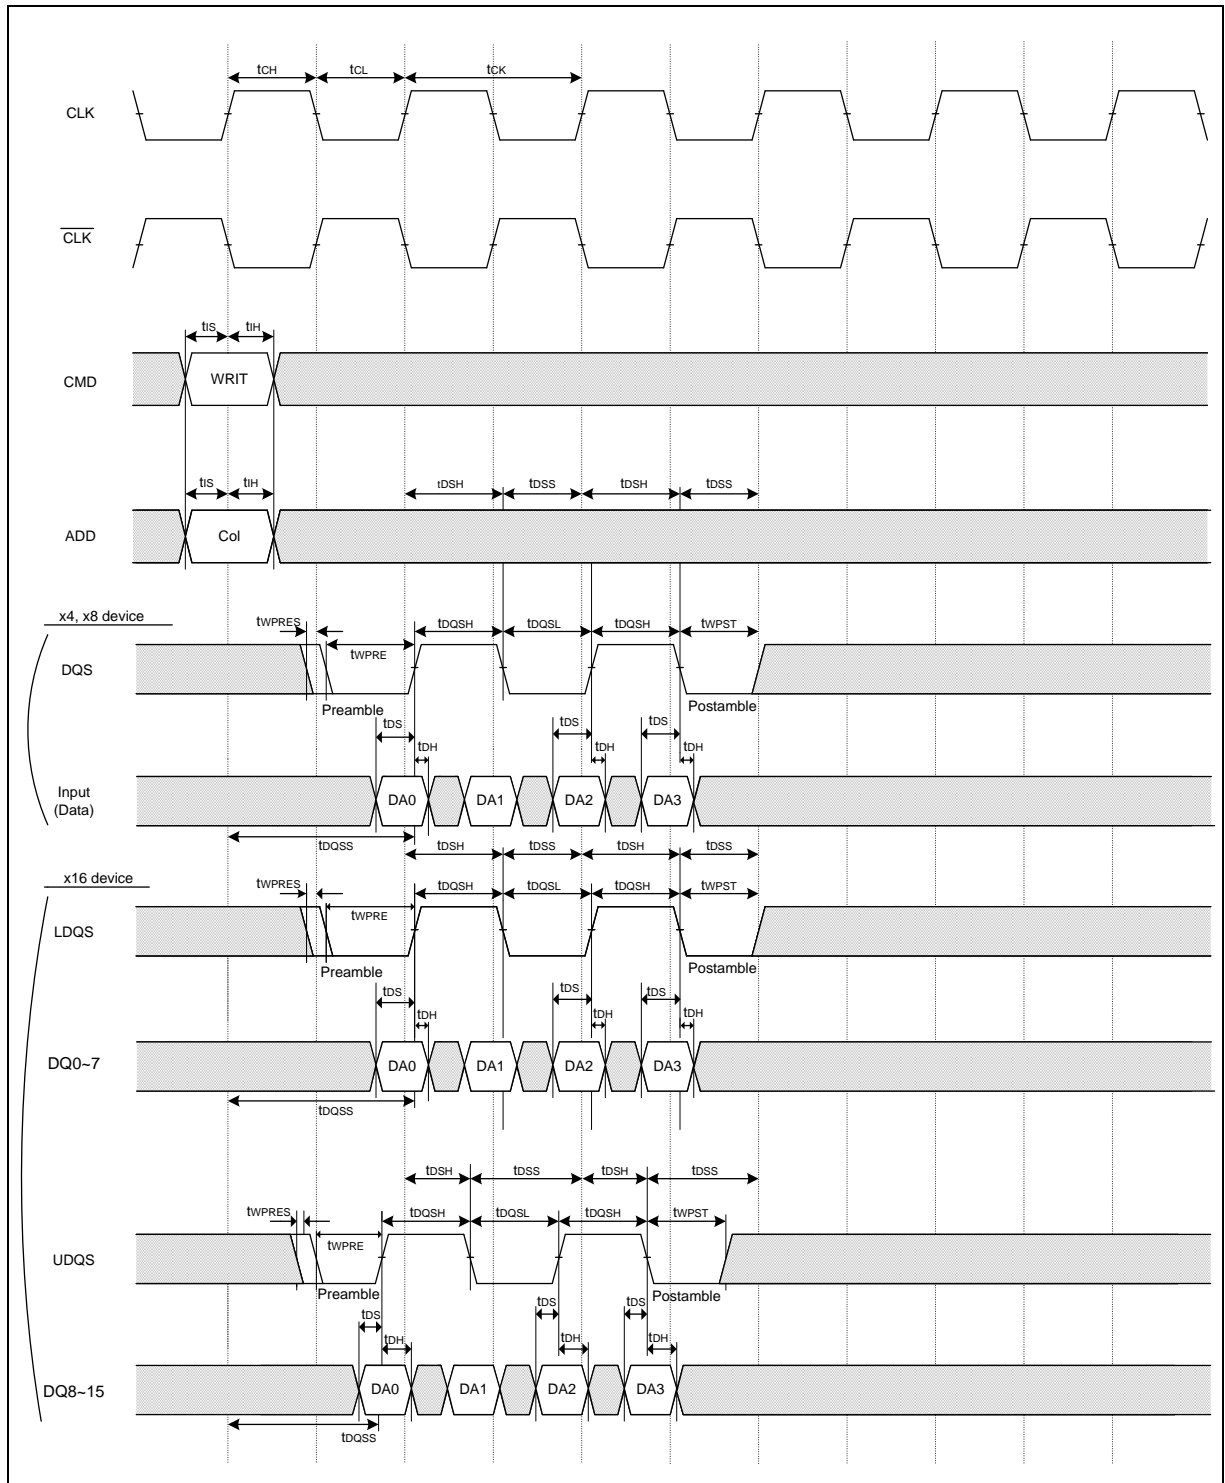 tCH tCL tCK
CLK
CLK
tIS tIH
CMD WRIT
tIS tIH tDSH tDSS tDSH tDSS
ADD Col
x4, x8 device
tWPRES tDQSH tDQSL tDQSH tWPST
tWPRE
DQS
Preamble Postamble
tDS tDS tDS
tDH tDH tDH
Input
(Data)
DA0 DA1 DA2 DA3
tDQSS
tDSH tDSS tDSH tDSS
x16 device
tWPRES tDQSH tDQSL tDQSH tWPST
tWPRE
LDQS
Preamble Postamble
tDS tDS tDS
tDH tDH tDH
DQ0~7 DA0 DA1 DA2 DA3
tDQSS
tDSH tDSS tDSH tDSS
tWPRES tDQSH tDQSL tDQSH tWPST
tWPRE
UDQS
Preamble Postamble
tDS tDS tDS
tDH tDH tDH
DQ8~15 DA0 DA1 DA2 DA3
tDQSS